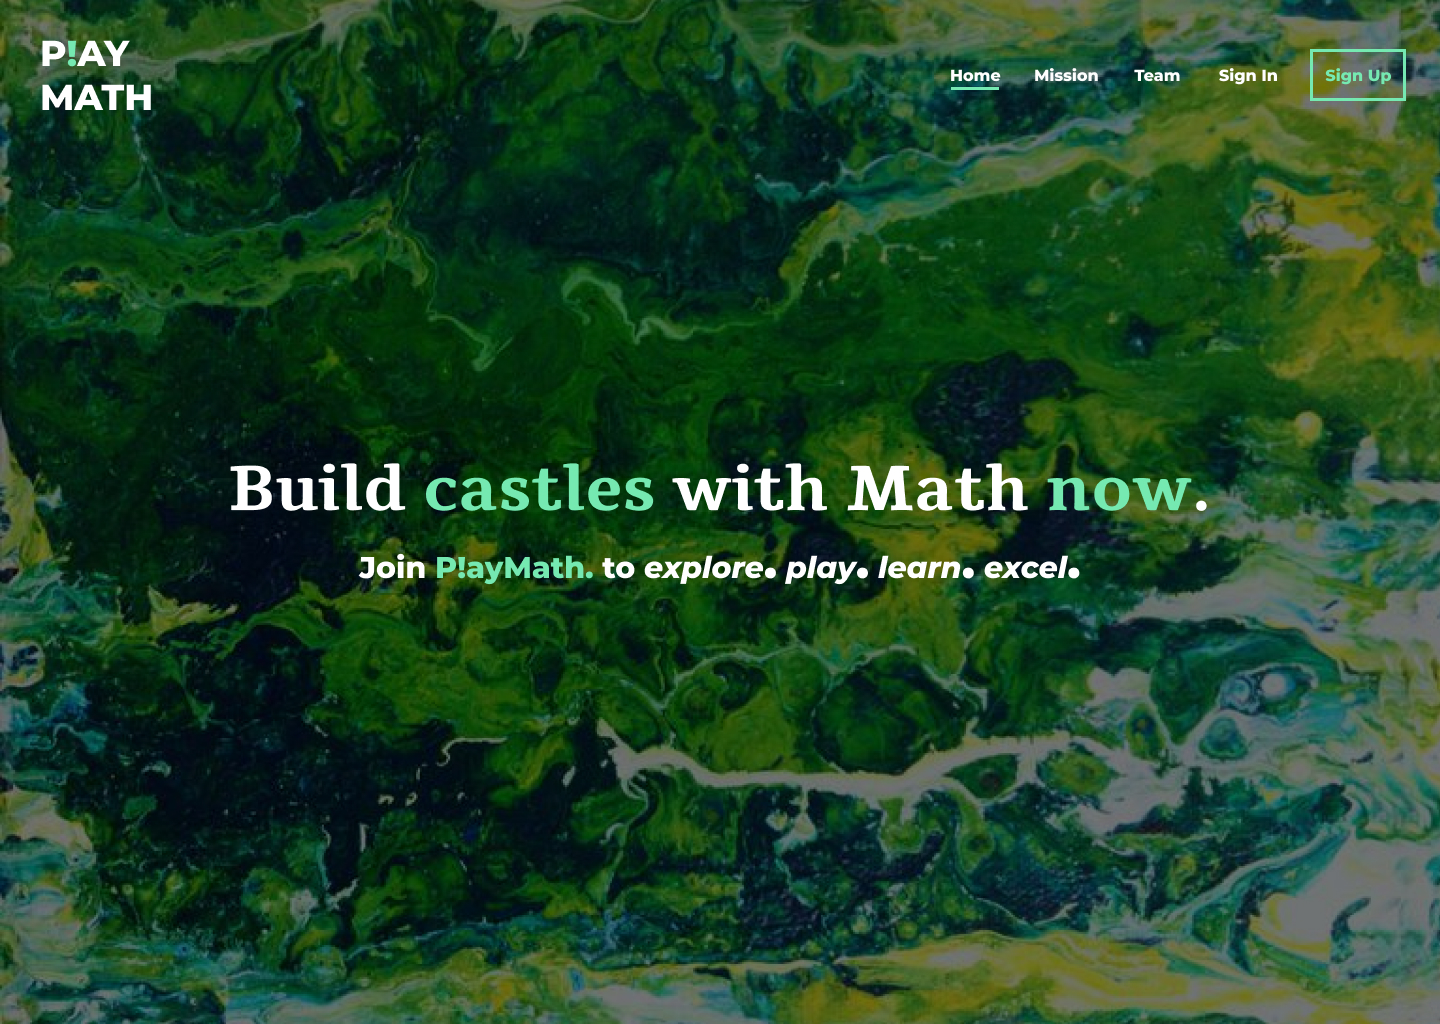 P!AY
MATH
Home Mission Team Sign In Sign Up
Build castles with Math now.
Join P!ayMath. to explore. play. learn. excel.